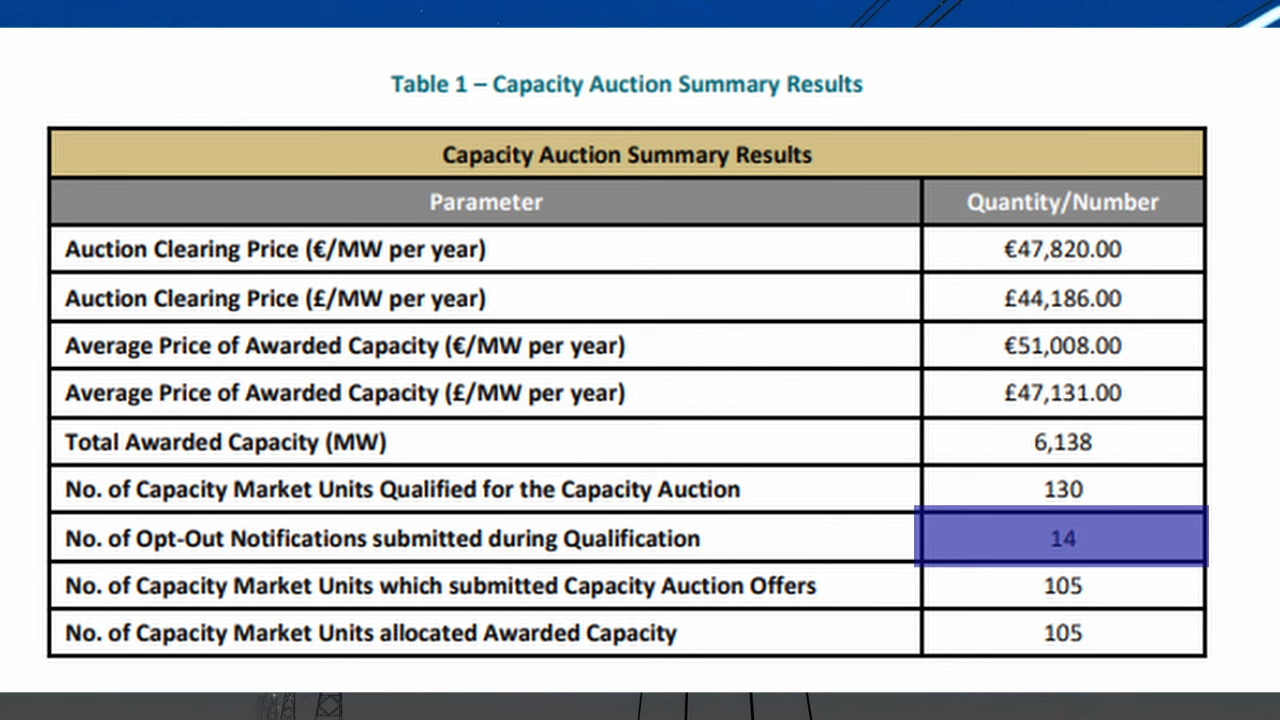 Table 1 – Capacity Auction Summary Results
Capacity Auction Summary Results
Parameter Quantity/Number
Auction Clearing Price (€/MW per year) €47,820.00
Auction Clearing Price (£/MW per year) £44,186.00
Average Price of Awarded Capacity (€/MW per year) €51,008.00
Average Price of Awarded Capacity (£/MW per year) £47,131.00
Total Awarded Capacity (MW) 6,138
No. of Capacity Market Units Qualified for the Capacity Auction 130
No. of Opt-Out Notifications submitted during Qualification 14
No. of Capacity Market Units which submitted Capacity Auction Offers 105
No. of Capacity Market Units allocated Awarded Capacity 105